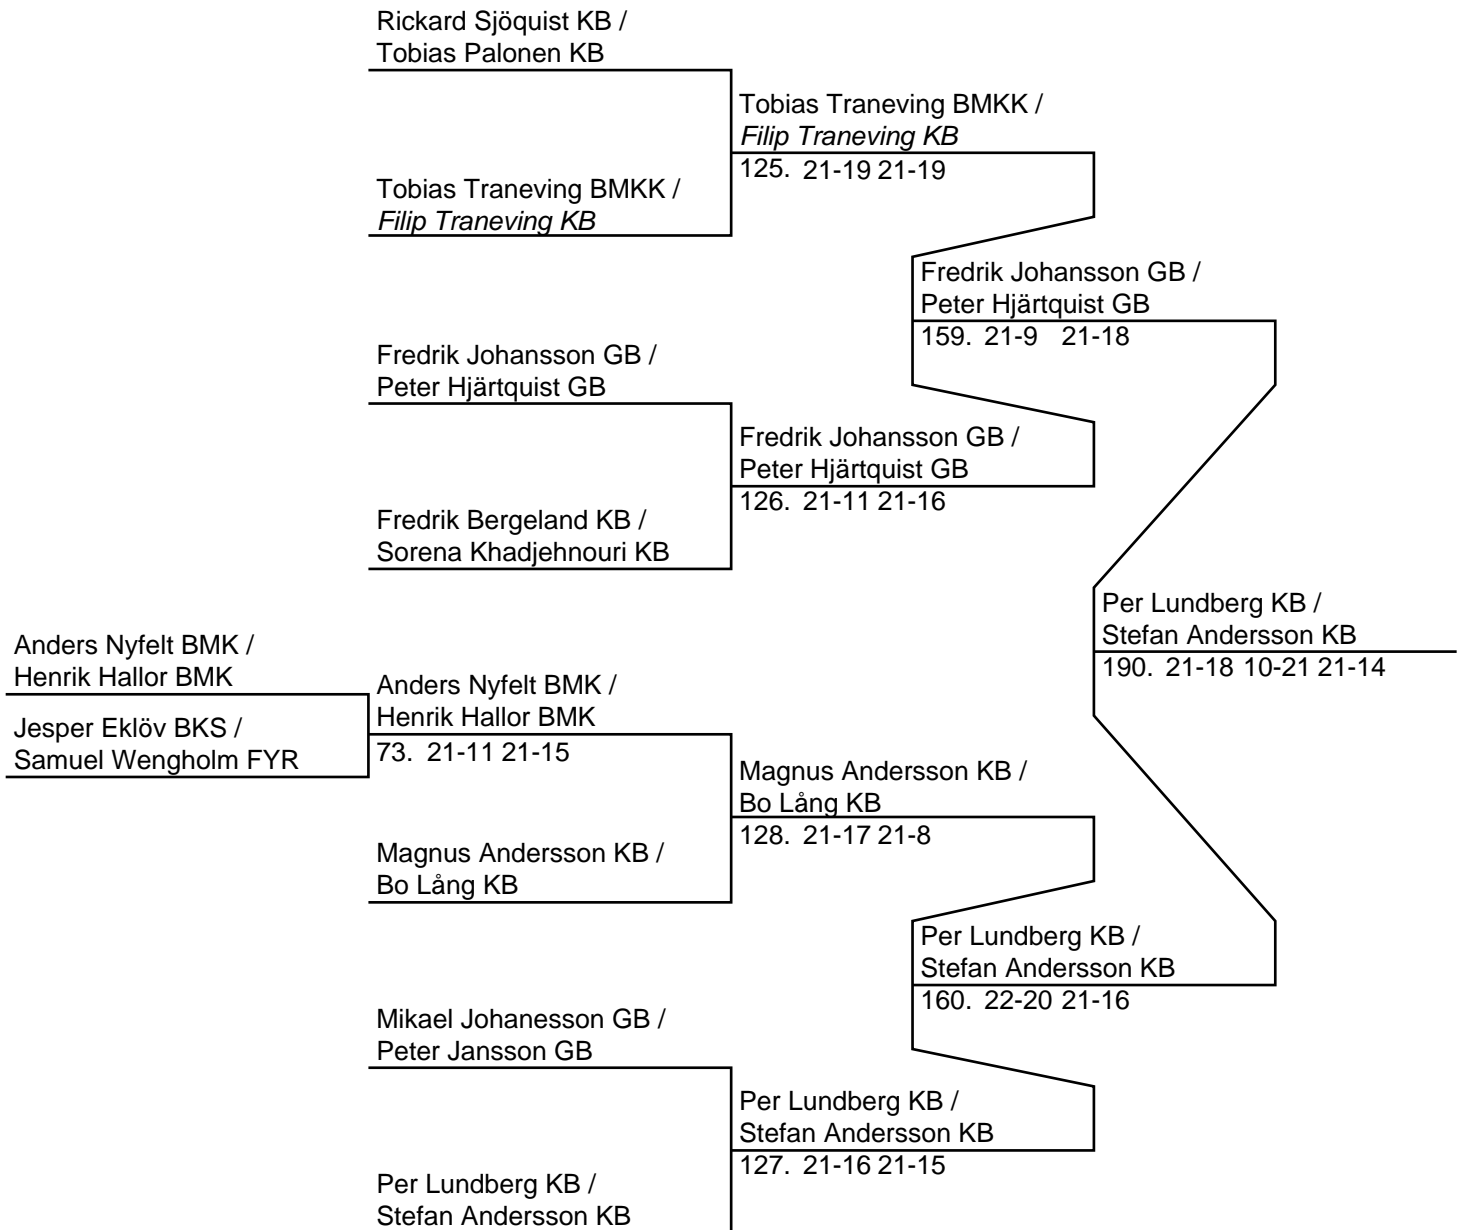 Rickard Sjöquist KB /
Tobias Palonen KB
Tobias Traneving BMKK /
Filip Traneving KB
125. 21-19 21-19
Tobias Traneving BMKK /
Filip Traneving KB
Fredrik Johansson GB /
Peter Hjärtquist GB
159. 21-9 21-18
Fredrik Johansson GB /
Peter Hjärtquist GB
Fredrik Johansson GB /
Peter Hjärtquist GB
126. 21-11 21-16
Fredrik Bergeland KB /
Sorena Khadjehnouri KB
Per Lundberg KB /
Stefan Andersson KB
190. 21-18 10-21 21-14
Anders Nyfelt BMK /
Henrik Hallor BMK
Jesper Eklöv BKS /
Samuel Wengholm FYR
Anders Nyfelt BMK /
Henrik Hallor BMK
73. 21-11 21-15
Magnus Andersson KB /
Bo Lång KB
128. 21-17 21-8
Magnus Andersson KB /
Bo Lång KB
Per Lundberg KB /
Stefan Andersson KB
160. 22-20 21-16
Mikael Johanesson GB /
Peter Jansson GB
Per Lundberg KB /
Stefan Andersson KB
127. 21-16 21-15
Per Lundberg KB /
Stefan Andersson KB